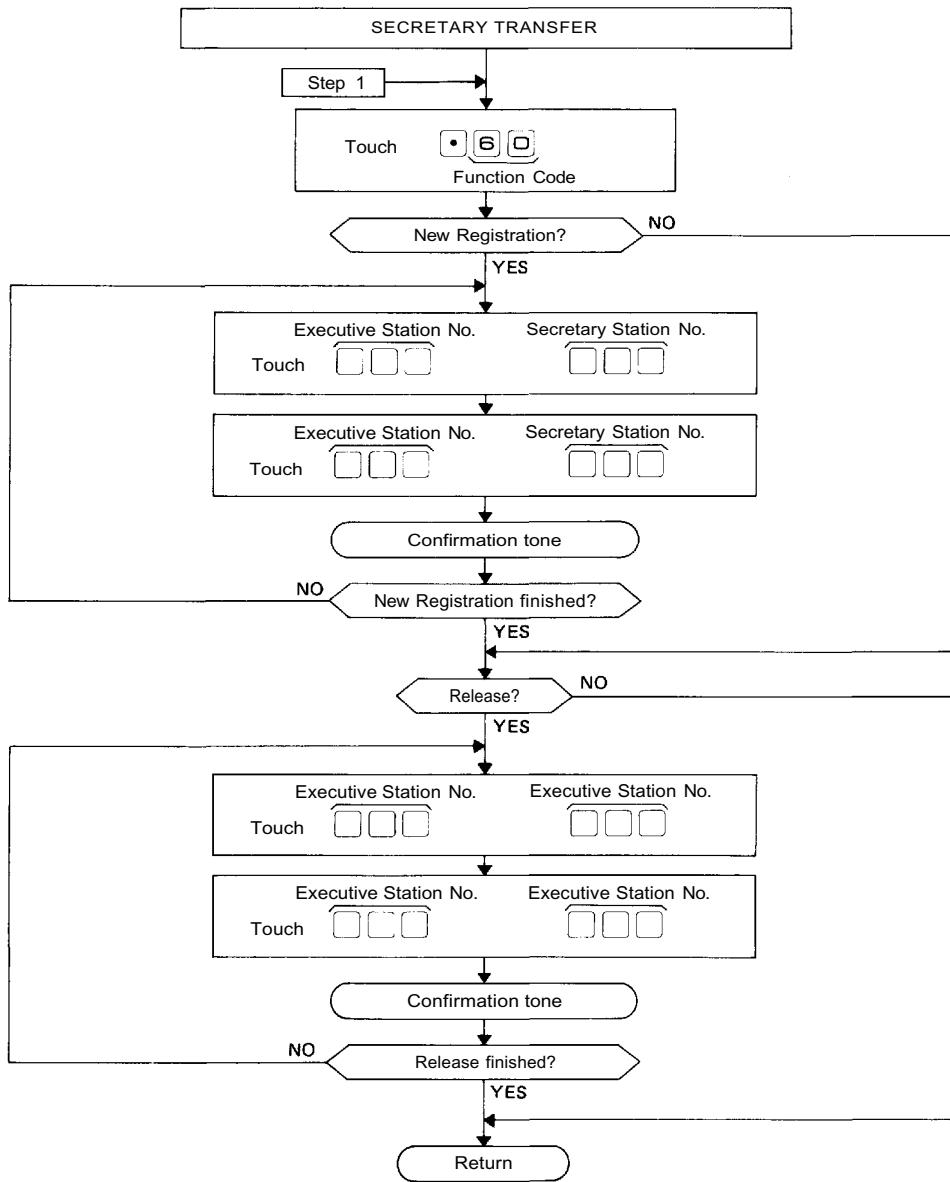 SECRETARY TRANSFER
Step 1
Touch • 6 0
Function Code
New Registration?
NO
YES
Executive Station No. Secretary Station No.
Touch
Executive Station No. Secretary Station No.
Touch
Confirmation tone
NO
New Registration finished?
YES
Release?
NO
YES
Executive Station No. Executive Station No.
Touch
Executive Station No. Executive Station No.
Touch
Confirmation tone
NO
Release finished?
YES
Return